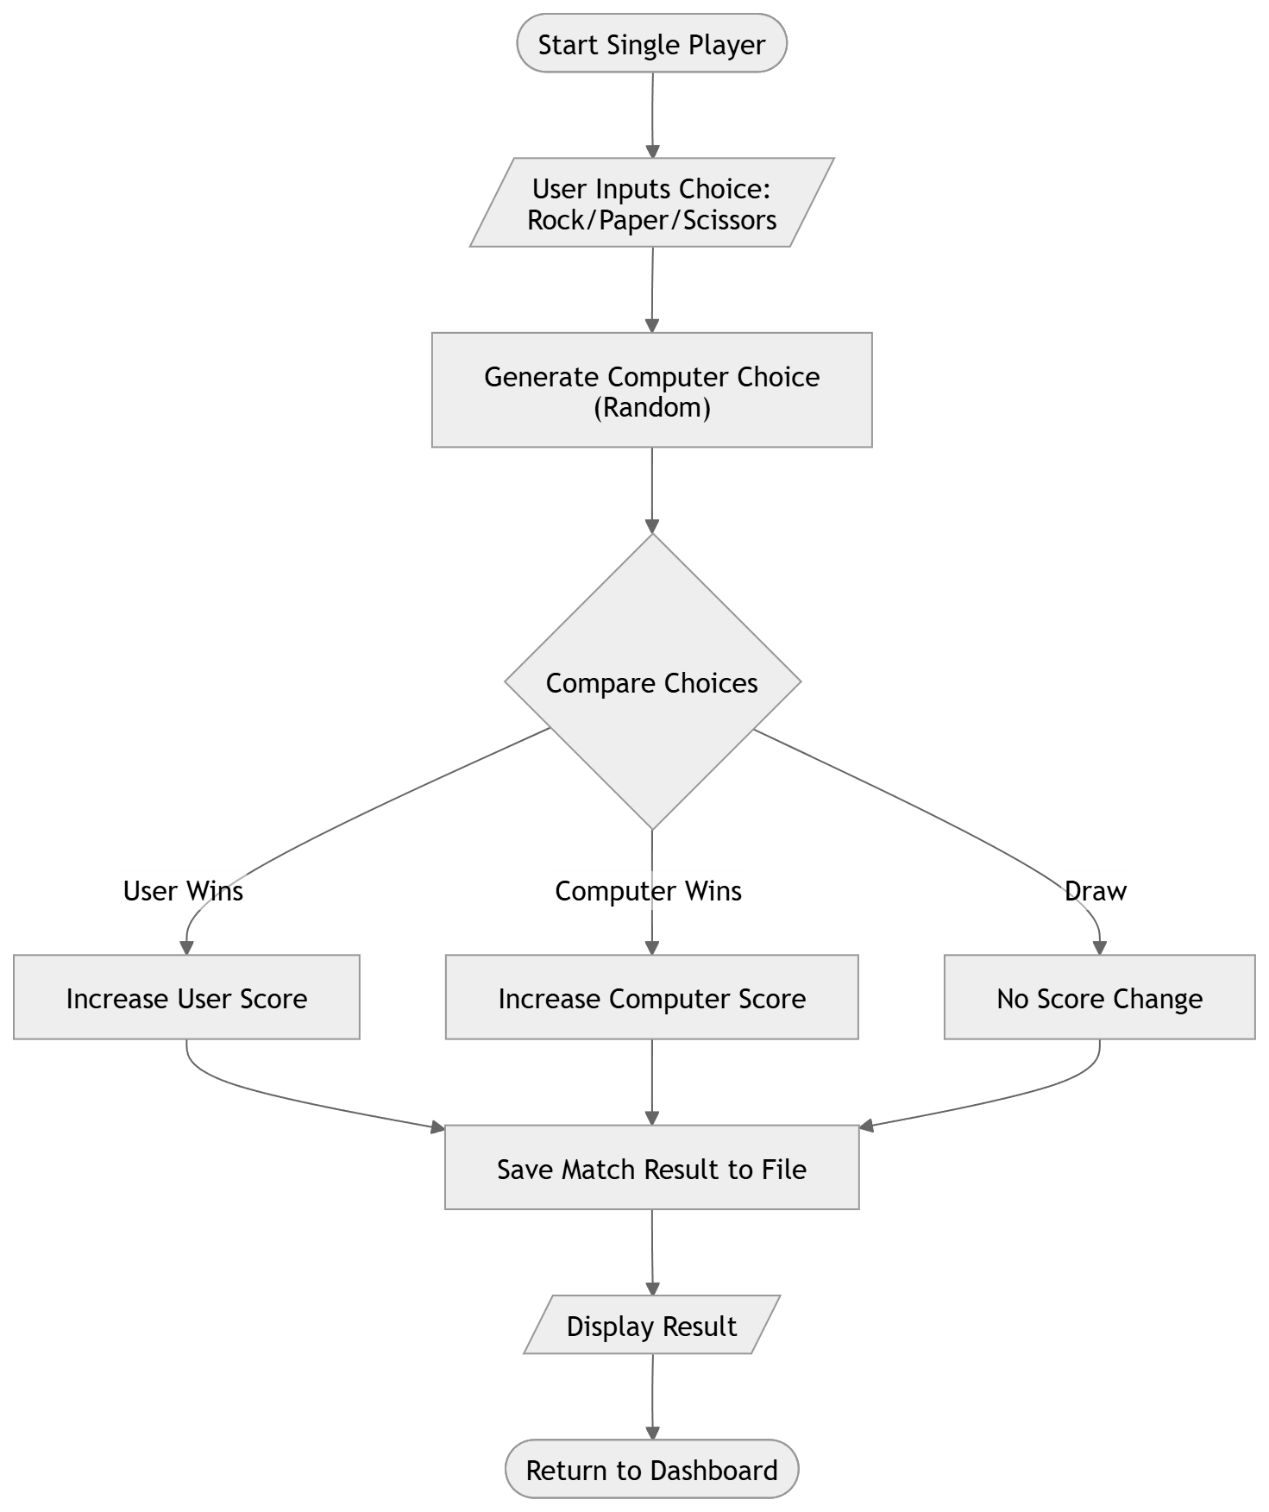 Start Single Player
User Inputs Choice:
Rock/Paper/Scissors
Generate Computer Choice
(Random)
Compare Choices
User Wins
Computer Wins
Draw
Increase User Score
Increase Computer Score
No Score Change
Save Match Result to File
Display Result
Return to Dashboard